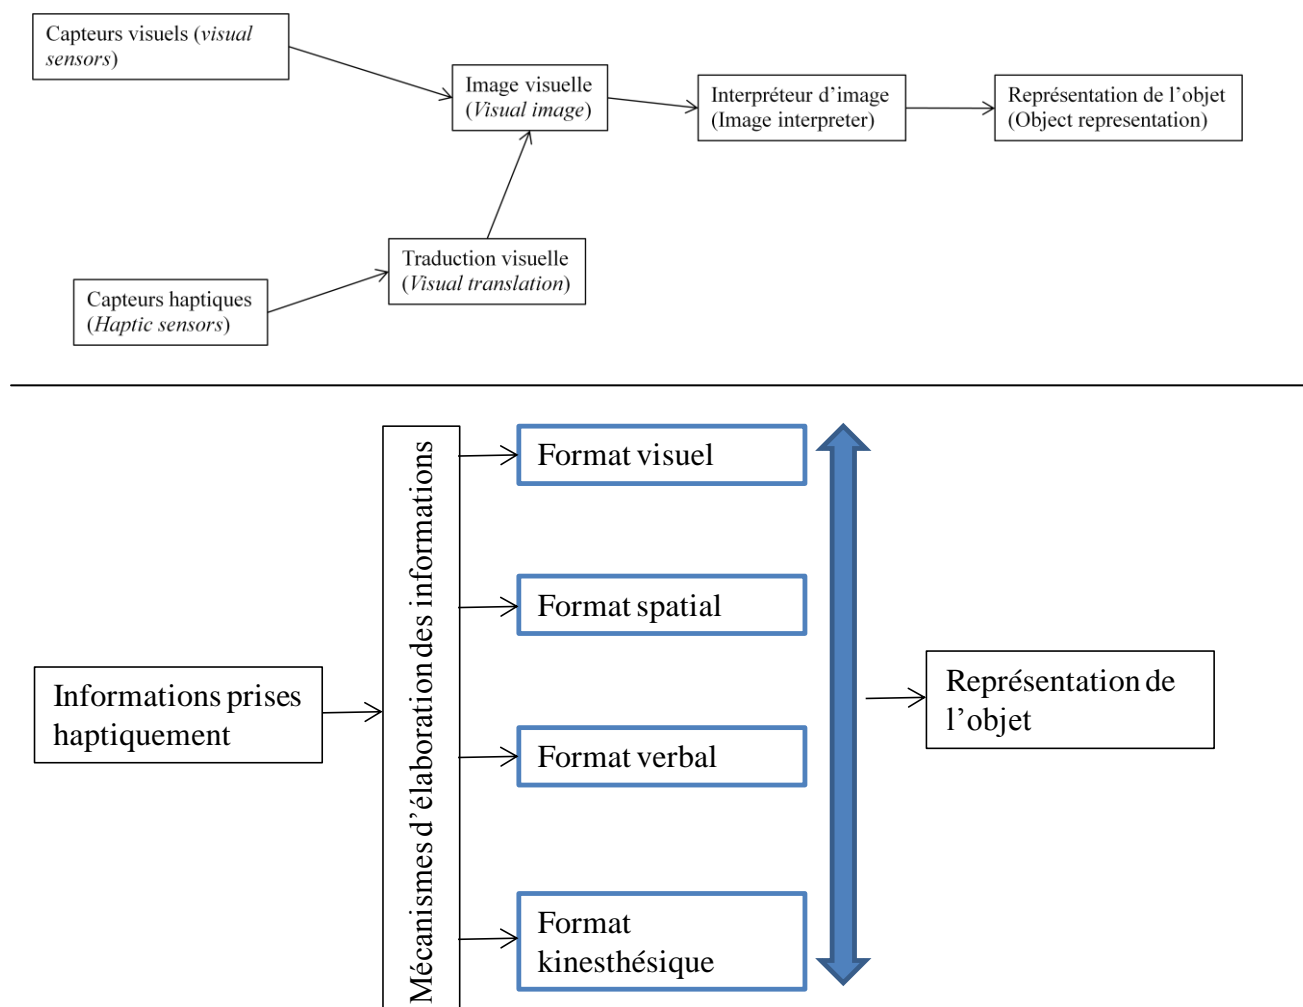 Capteurs visuels (visual
sensors)
Image visuelle
(Visual image)
Interpréteur d’image
(Image interpreter)
Représentation de l’objet
(Object representation)
Traduction visuelle
(Visual translation)
Capteurs haptiques
(Haptic sensors)
Informations prises
haptiquement
Mécanismes d’élaboration des informations
Format visuel
Format spatial
Format verbal
Format
kinesthésique
Représentation de
l’objet